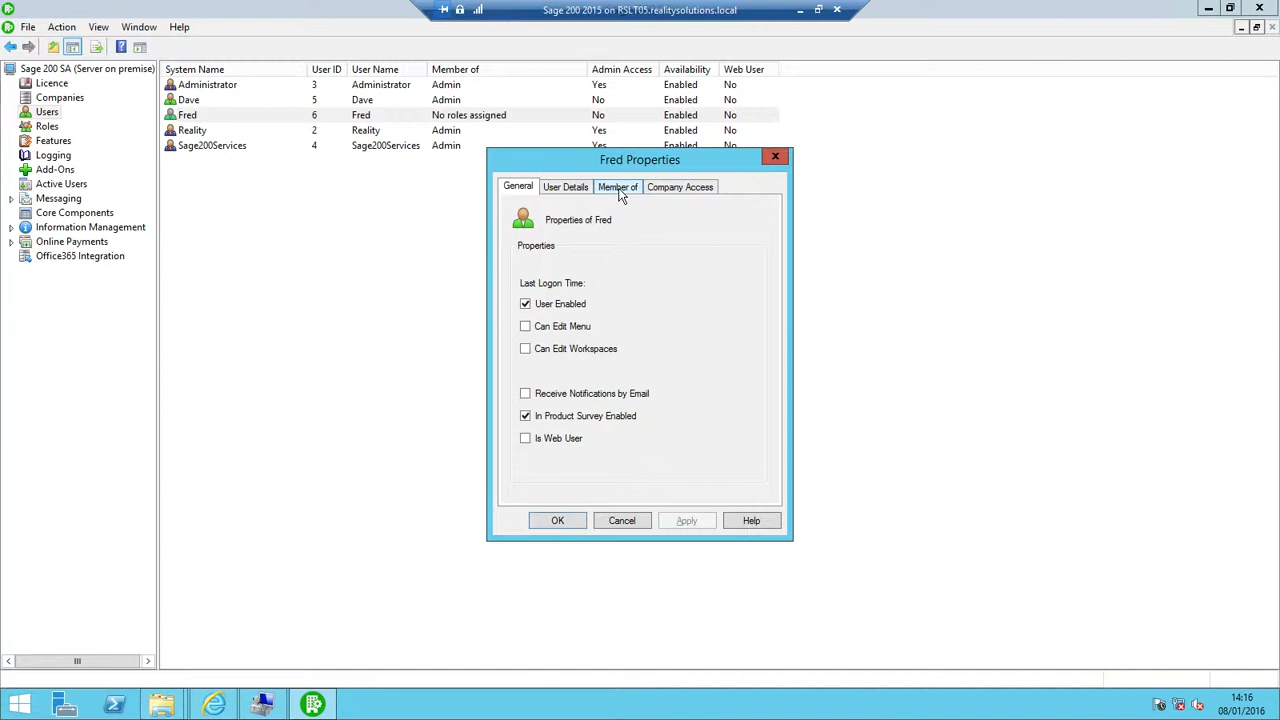 Sage 200 2015 on RSLT05.realitysolutions.local
File Action View Window Help
Sage 200 SA (Server on premise)
Licence
Companies
Users
Roles
Features
Logging
Add-Ons
Active Users
Messaging
Core Components
Information Management
Online Payments
Office365 Integration
System Name User ID User Name Member of Admin Access Availability Web User
Administrator 3 Administrator Admin Yes Enabled No
Dave 5 Dave Admin No Enabled No
Fred 6 Fred No roles assigned No Enabled No
Reality 2 Reality Admin Yes Enabled No
Sage200Services 4 Sage200Services Admin Yes Enabled No
Fred Properties
General User Details Member of Company Access
Properties of Fred
Properties
Last Logon Time:
User Enabled
Can Edit Menu
Can Edit Workspaces
Receive Notifications by Email
In Product Survey Enabled
Is Web User
OK Cancel Apply Help
14:16
08/01/2016